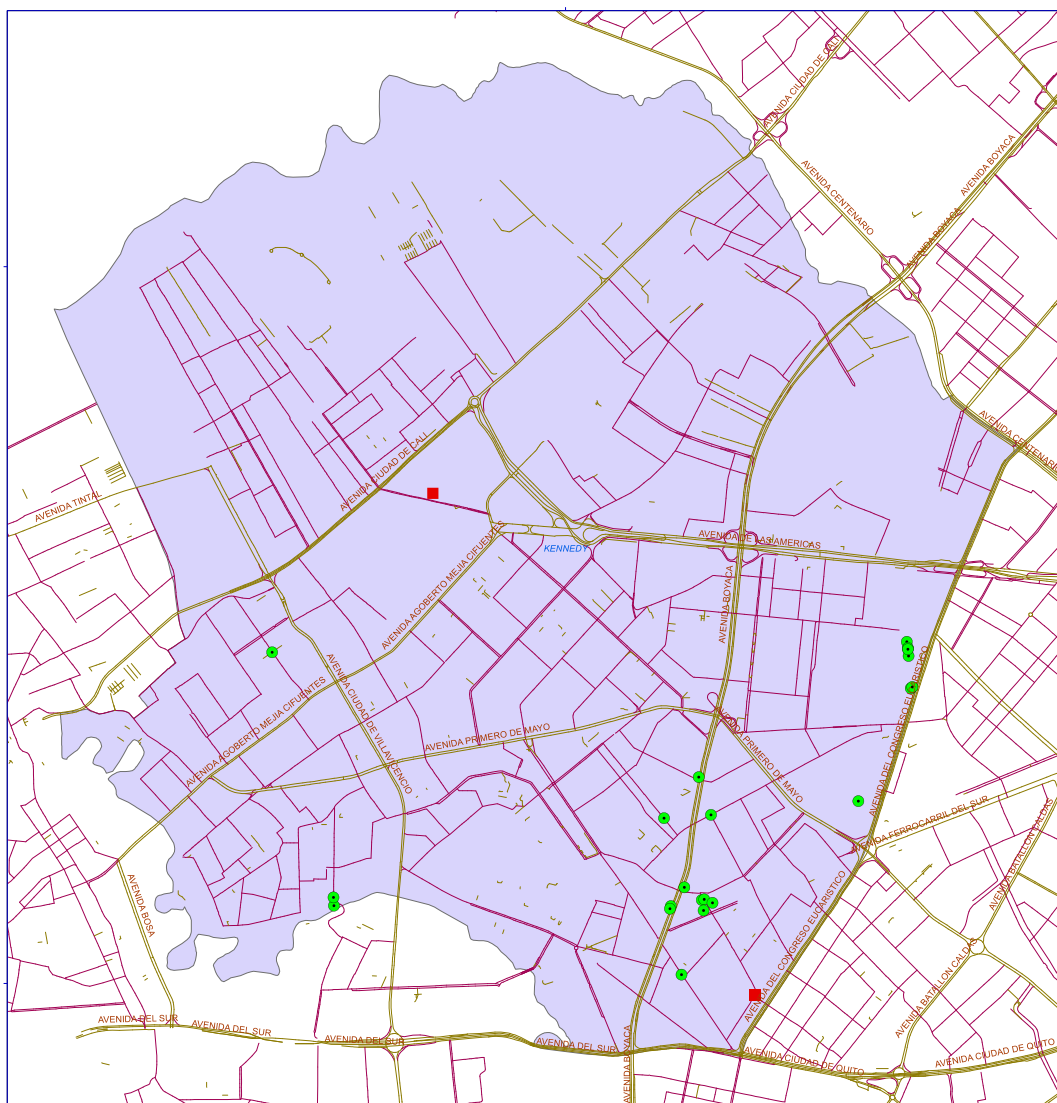 AVENIDA CIUDAD DE CALI
AVENIDA BOYACA
AVENIDA CENTENARIO
AVENIDA BOYACA
AVENIDA CENTENARIO
AVENIDA CIUDAD DE CALI
AVENIDA TINTAL
AVENIDA DE LAS AMERICAS
KENNEDY
AVENIDA AGOBERTO MEJIA CIFUENTES
AVENIDA BOYACA
AVENIDA CIUDAD DE VILLAVICENCIO
AVENIDA AGOBERTO MEJIA CIFUENTES
AVENIDA DEL CONGRESO EUCARISTICO
AVENIDA PRIMERO DE MAYO
AVENIDA PRIMERO DE MAYO
AVENIDA FERROCARRIL DEL SUR
AVENIDA BATALLON CALDAS
AVENIDA BOSA
AVENIDA DEL CONGRESO EUCARISTICO
AVENIDA BATALLON CALDAS
AVENIDA DEL SUR
AVENIDA DEL SUR
AVENIDA DEL SUR
AVENIDA DEL SUR
AVENIDA BOYACA
AVENIDA CIUDAD DE QUITO
AVENIDA CIUDAD DE QUITO